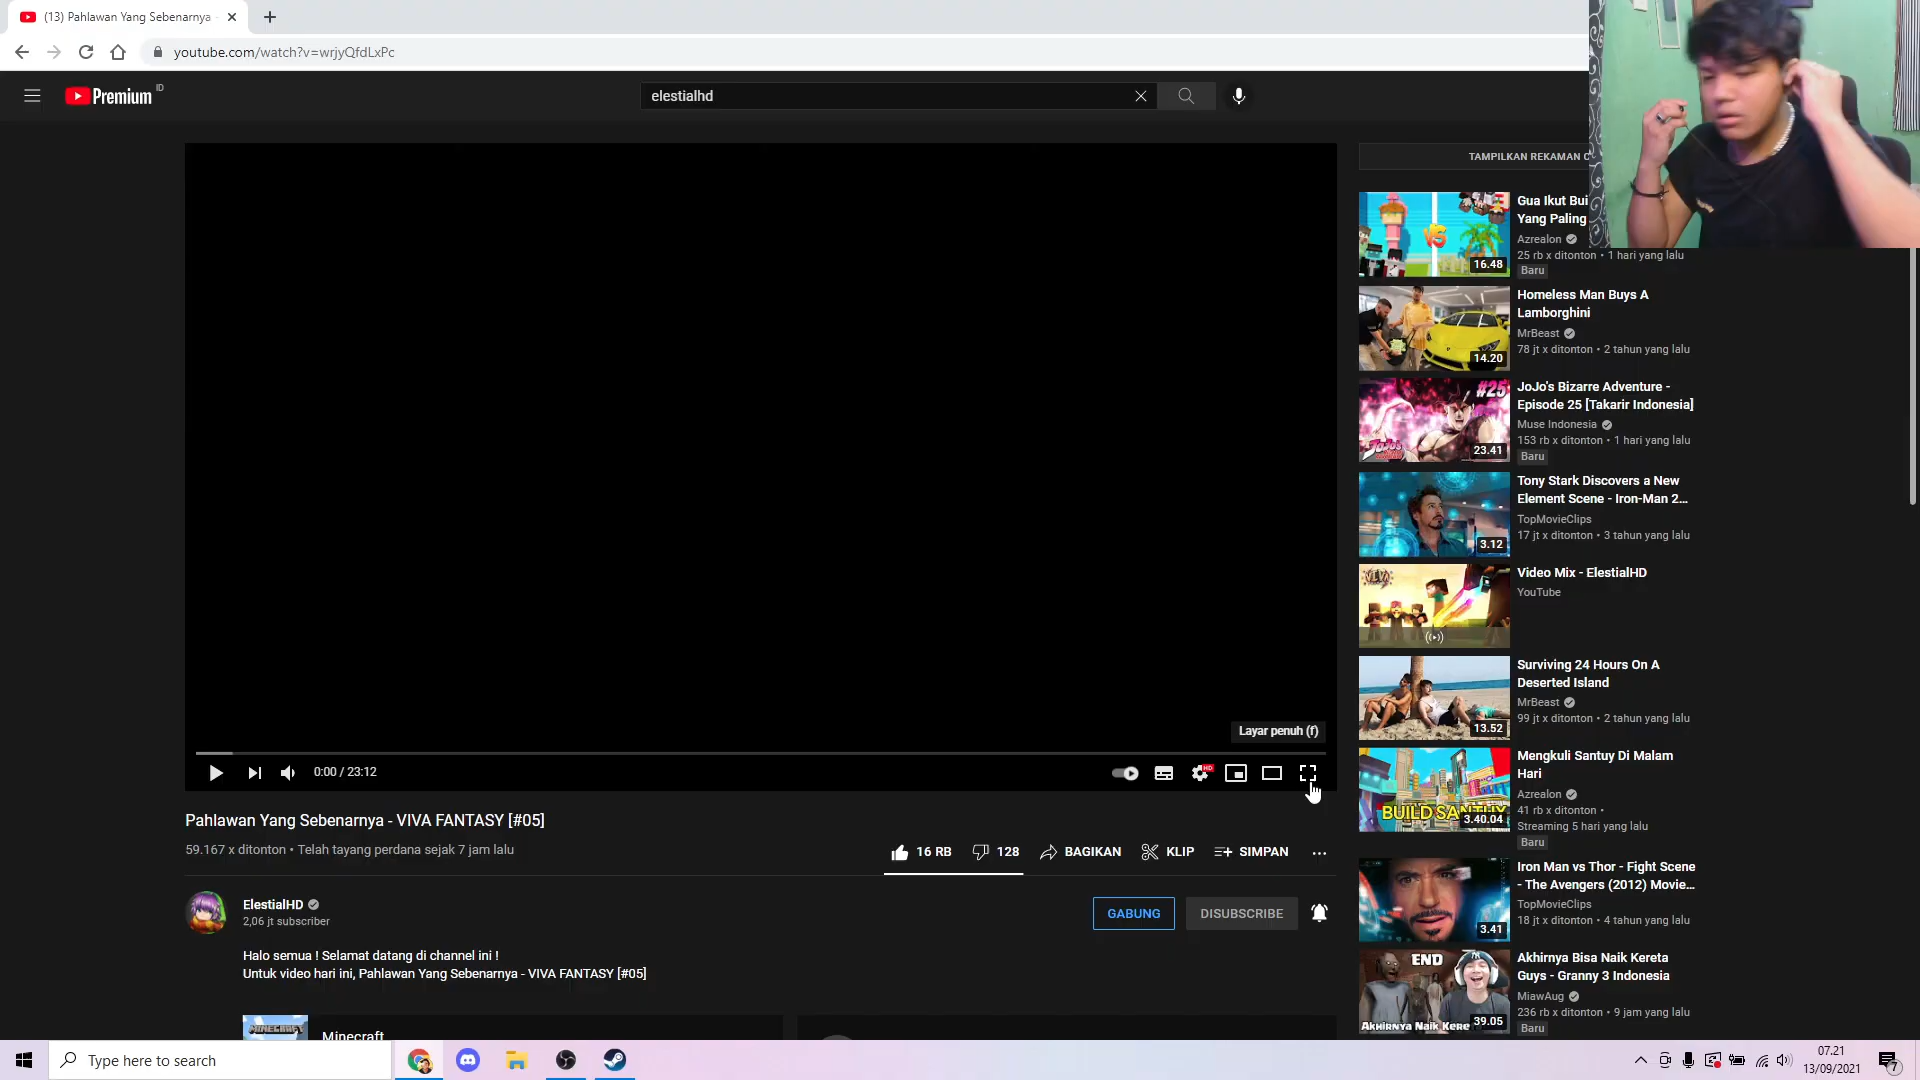 (13) Pahlawan Yang Sebenarnya
youtube.com/watch?v=wrjyQfdLxPc
Premium ID
elestialhd
TAMPILKAN REKAMAN C
Gua Ikut Bui
Yang Paling
Azrealon
25 rb x ditonton • 1 hari yang lalu
Baru
VS
16.48
Homeless Man Buys A
Lamborghini
MrBeast
78 jt x ditonton • 2 tahun yang lalu
14.20
JoJo's Bizarre Adventure -
Episode 25 [Takarir Indonesia]
Muse Indonesia
153 rb x ditonton • 1 hari yang lalu
Baru
#25
23.41
Tony Stark Discovers a New
Element Scene - Iron-Man 2...
TopMovieClips
17 jt x ditonton • 3 tahun yang lalu
3.12
Video Mix - ElestialHD
YouTube
VIVA
Surviving 24 Hours On A
Deserted Island
MrBeast
99 jt x ditonton • 2 tahun yang lalu
13.52
Mengkuli Santuy Di Malam
Hari
Azrealon
41 rb x ditonton •
Streaming 5 hari yang lalu
Baru
BUILD SANTUY
3.40.04
Iron Man vs Thor - Fight Scene
- The Avengers (2012) Movie...
TopMovieClips
18 jt x ditonton • 4 tahun yang lalu
3.41
Akhirnya Bisa Naik Kereta
Guys - Granny 3 Indonesia
MiawAug
236 rb x ditonton • 9 jam yang lalu
Baru
END
Akhirnya Naik Kere
39.05
Layar penuh (f)
0:00 / 23:12
HD
Pahlawan Yang Sebenarnya - VIVA FANTASY [#05]
59.167 x ditonton • Telah tayang perdana sejak 7 jam lalu
16 RB
128
BAGIKAN
KLIP
SIMPAN
ElestialHD
2,06 jt subscriber
GABUNG
DISUBSCRIBE
Halo semua ! Selamat datang di channel ini !
Untuk video hari ini, Pahlawan Yang Sebenarnya - VIVA FANTASY [#05]
MINECRAFT
Minecraft
Type here to search
07.21
13/09/2021
7